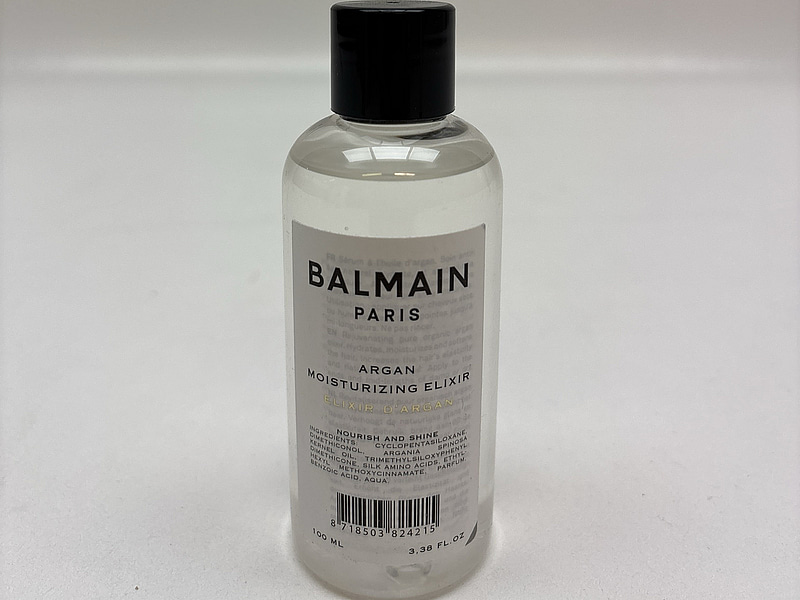 BALMAIN
PARIS
ARGAN
MOISTURIZING ELIXIR
ELIXIR D'ARGAN
NOURISH AND SHINE
INGREDIENTS CYCLOPENTASILOXANE,
DIMETHICONOL, ARGANIA SPINOSA
KERNEL OIL, TRIMETHYLSILOXYPHENYL,
DIMETHICONE, SILK AMINO ACIDS, ETHYL-
HEXYL METHOXYCINNAMATE, PARFUM,
BENZOIC ACID, AQUA.
8 718503 824215
100 ML
3,38 FL.OZ